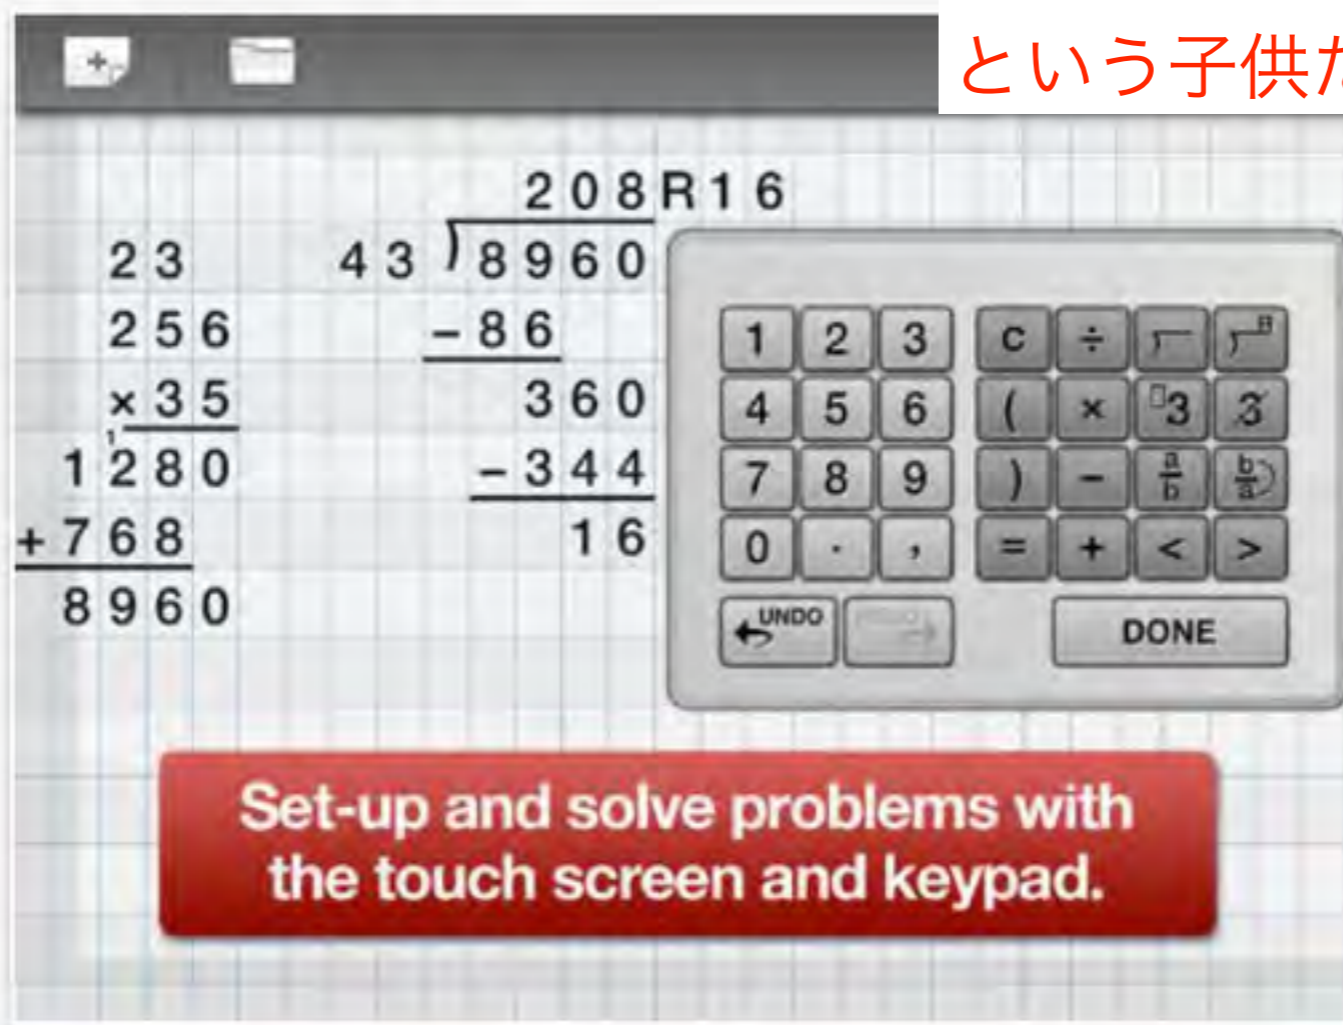 という子供た
208R16
23
256
×35
1
1280
+768
8960
43)8960
-86
360
-344
16
1 2 3 C ÷
4 5 6 ( × 3 3
7 8 9 ) - a/b b/a
0 . , = + < >
UNDO
DONE
Set-up and solve problems with
the touch screen and keypad.